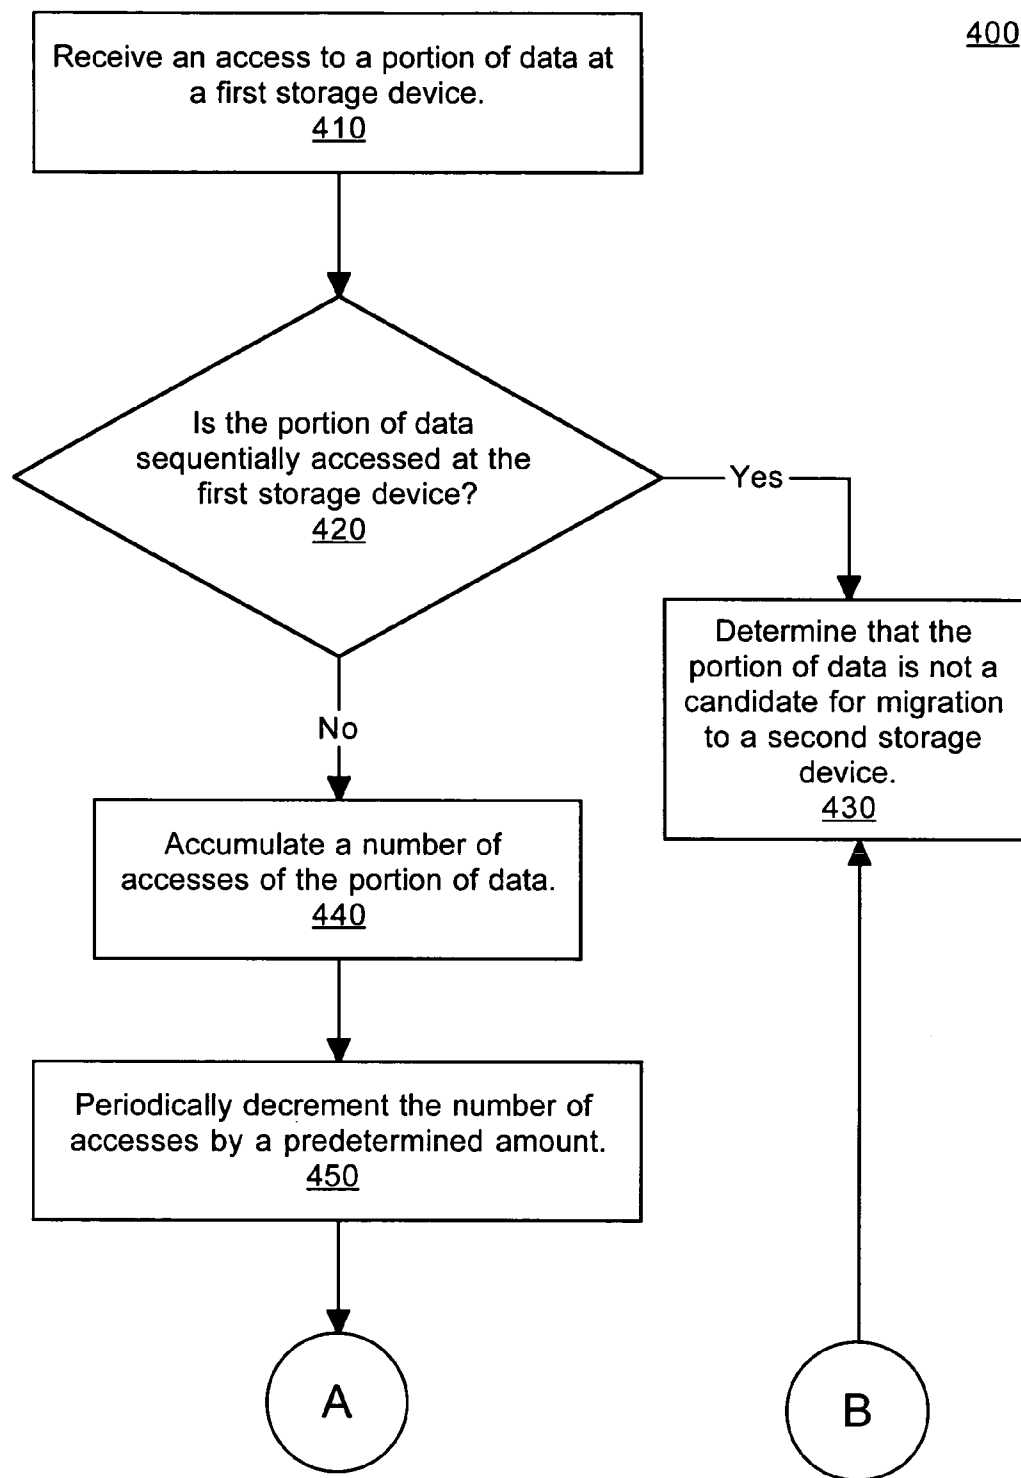 400
Receive an access to a portion of data at
a first storage device.
410
Is the portion of data
sequentially accessed at the
first storage device?
420
Yes
Determine that the
portion of data is not a
candidate for migration
to a second storage
device.
430
No
Accumulate a number of
accesses of the portion of data.
440
Periodically decrement the number of
accesses by a predetermined amount.
450
A
B